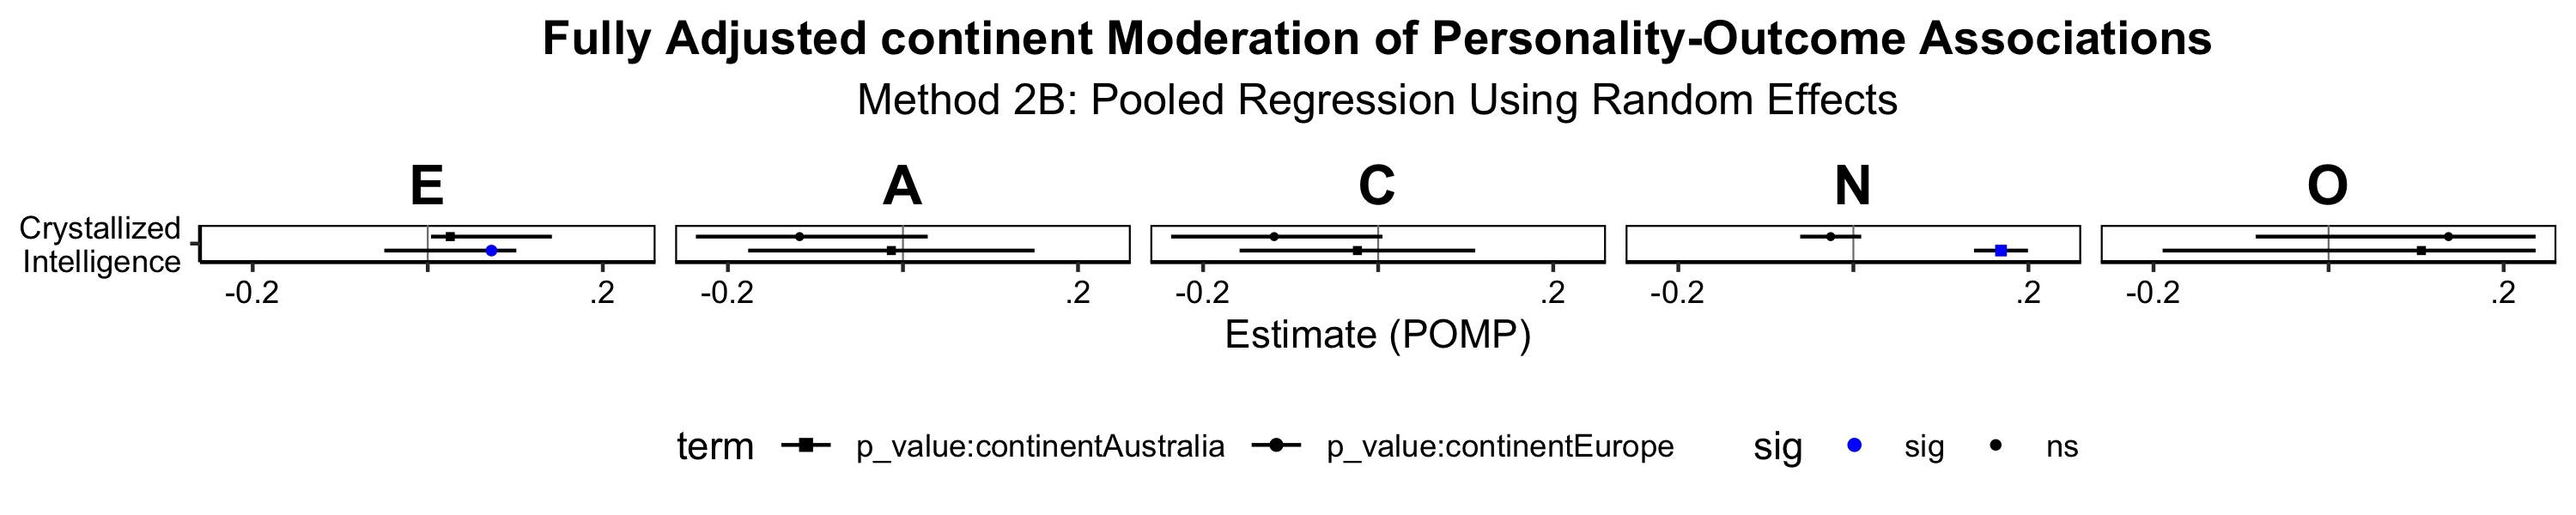 Fully Adjusted continent Moderation of Personality-Outcome Associations
Method 2B: Pooled Regression Using Random Effects
E A C N O
Crystallized
Intelligence
-0.2 .2 -0.2 .2 -0.2 .2 -0.2 .2 -0.2 .2
Estimate (POMP)
term p_value:continentAustralia p_value:continentEurope sig sig ns